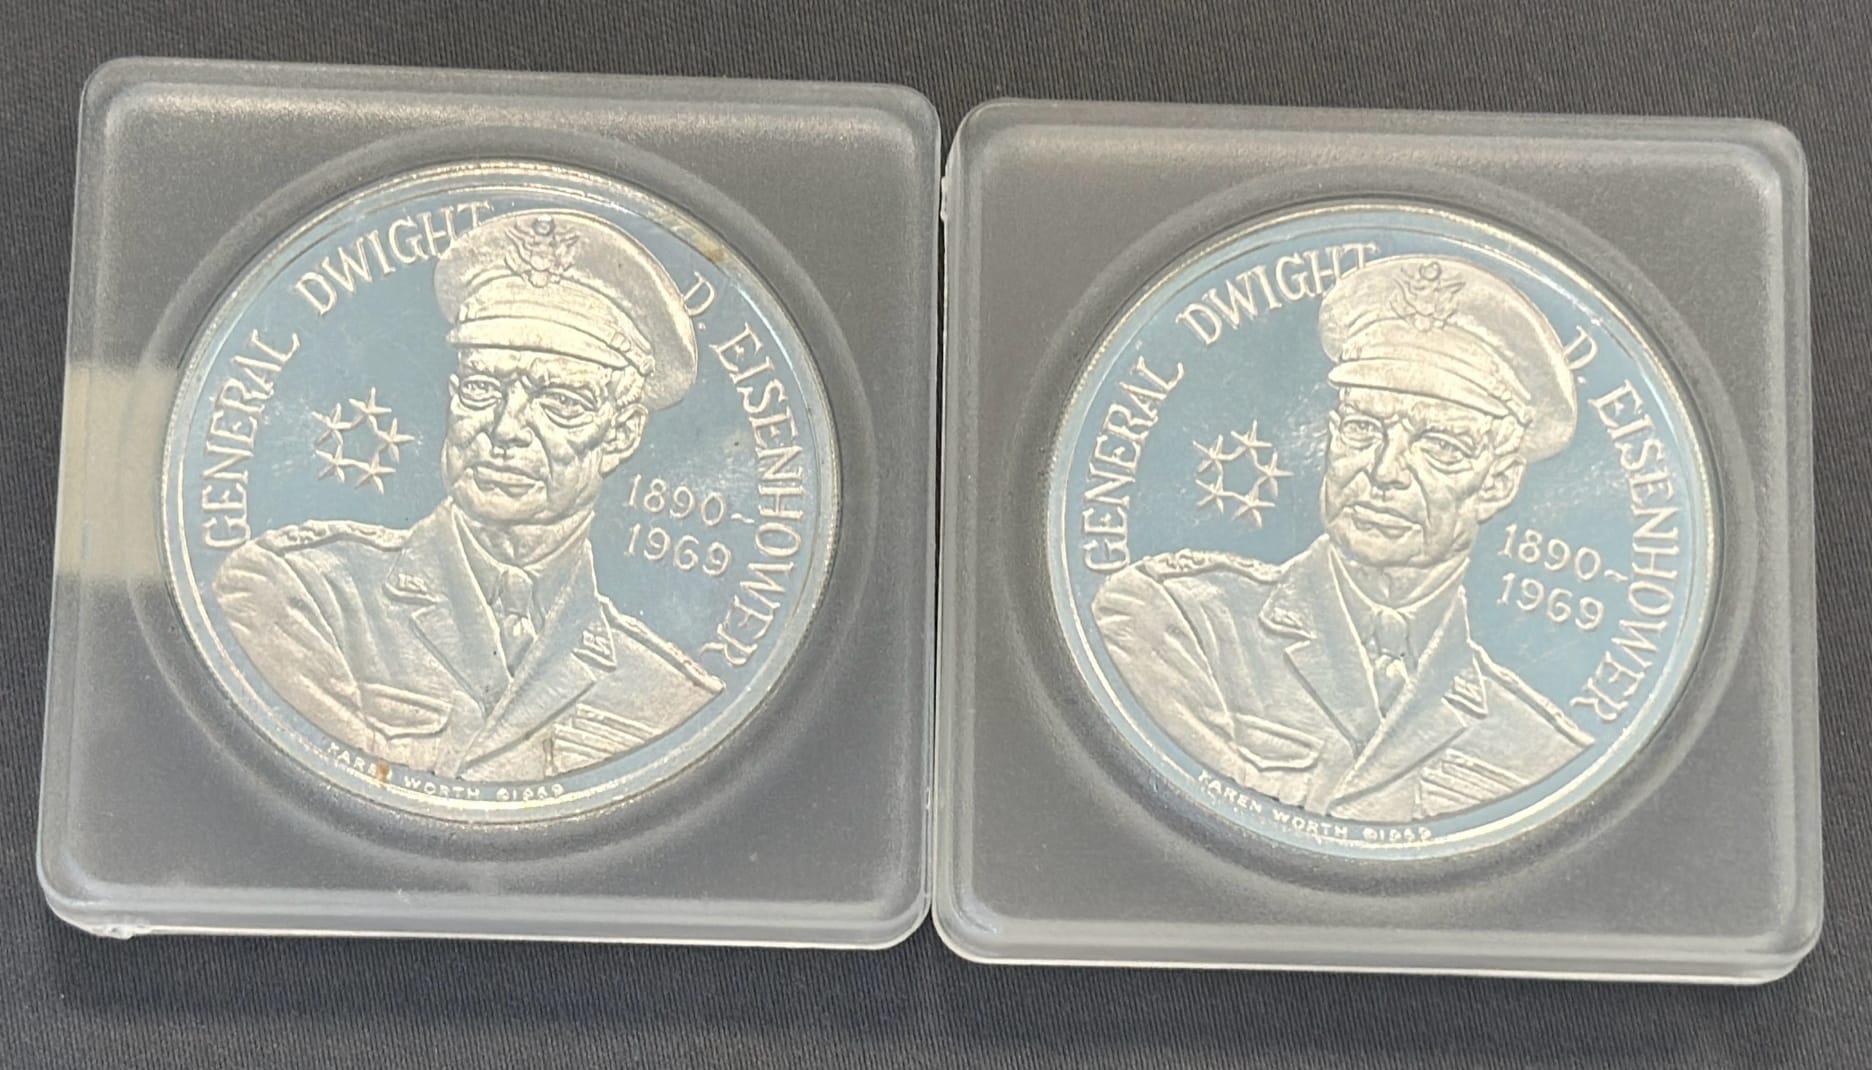 GENERAL DWIGHT D. EISENHOWER
1890~
1969
KAREN WORTH ©1969
GENERAL DWIGHT D. EISENHOWER
1890~
1969
KAREN WORTH ©1969